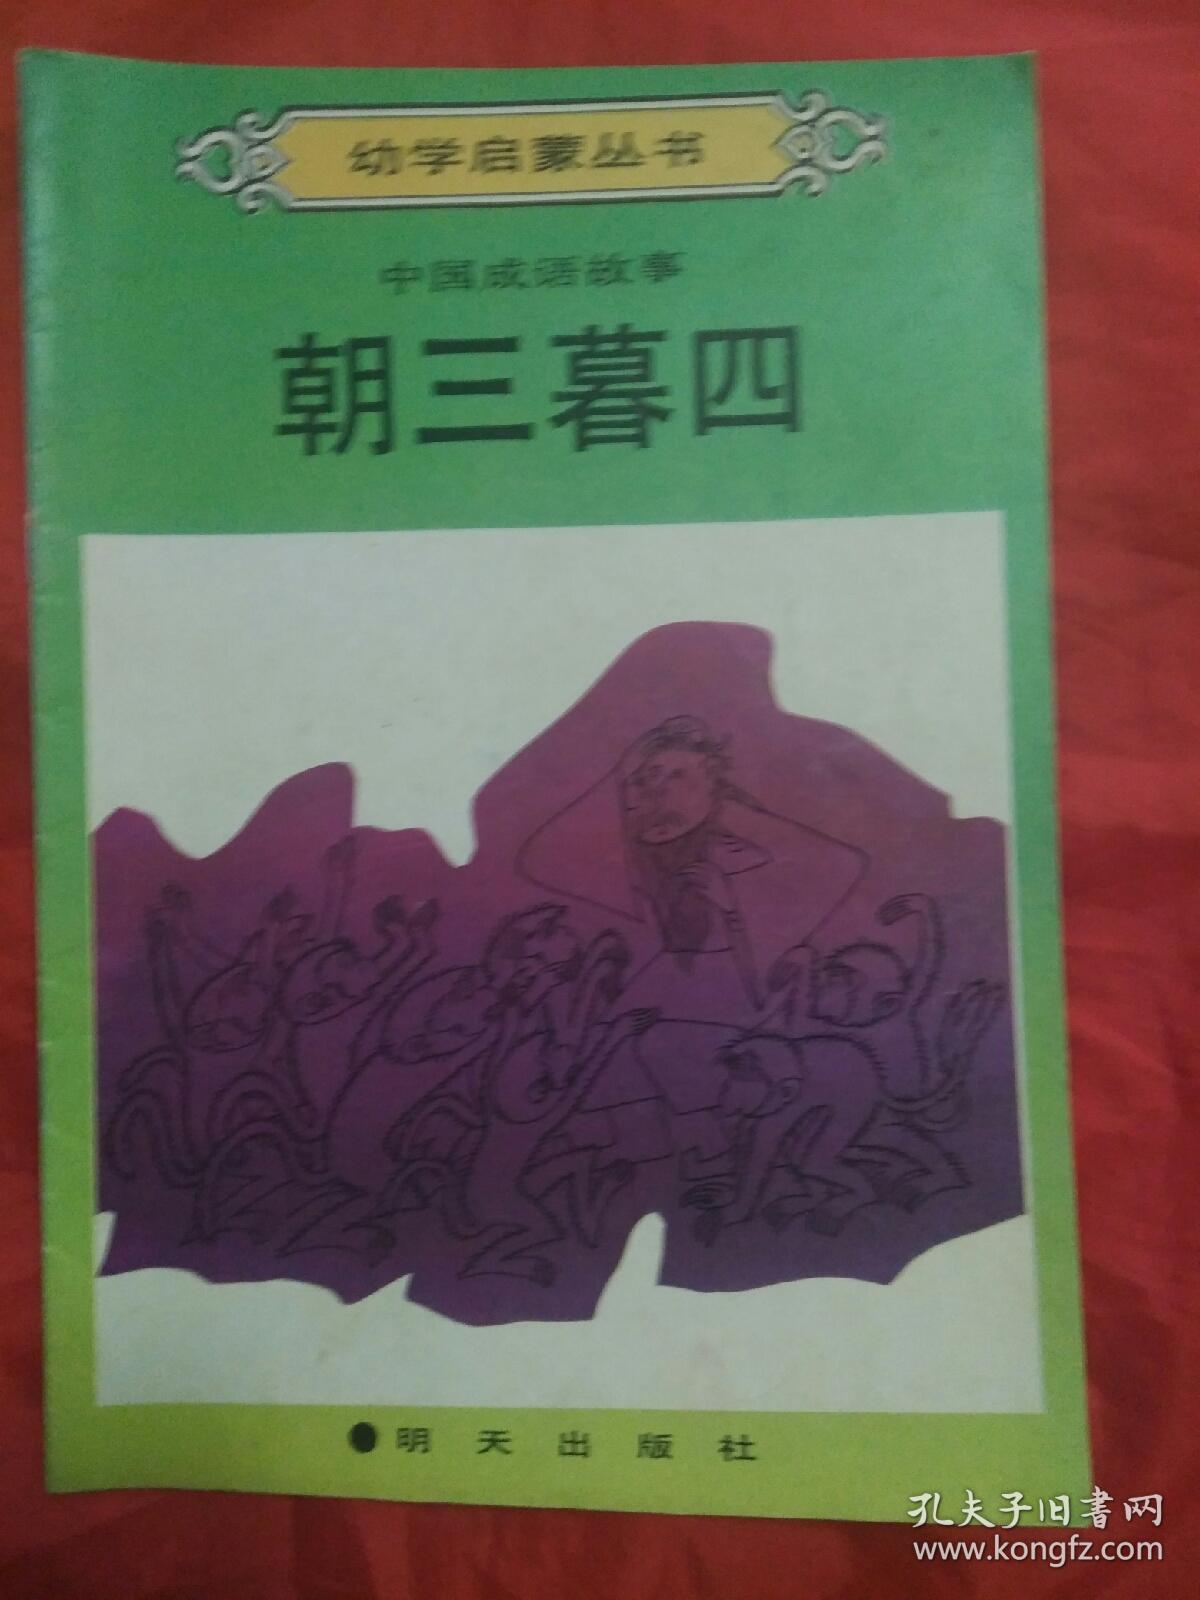 幼学启蒙丛书
中国成语故事
朝三暮四
●明天出版社
孔夫子旧書网
www.kongfz.com